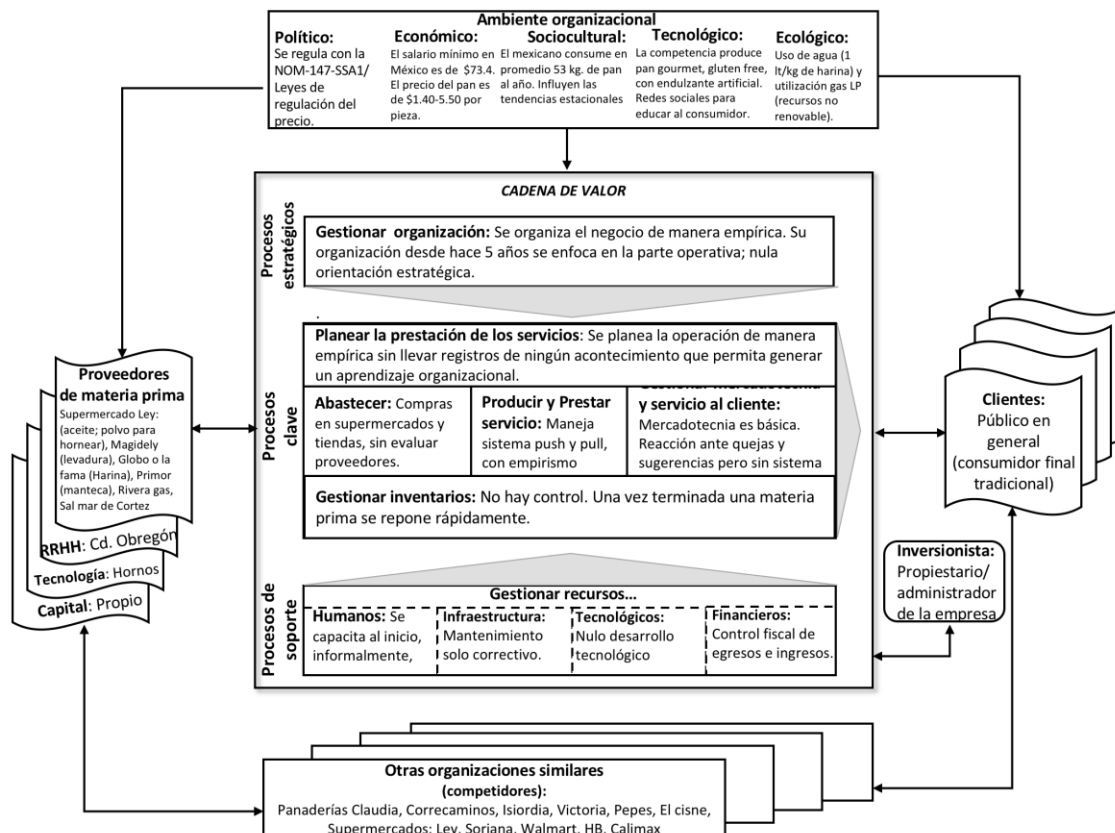 Ambiente organizacional
Político:
Se regula con la
NOM-147-SSA1/
Leyes de
regulación del
precio.
Económico:
El salario mínimo en
México es de $73.4.
El precio del pan es
de $1.40-5.50 por
pieza.
Sociocultural:
El mexicano consume en
promedio 53 kg. de pan
al año. Influyen las
tendencias estacionales
Tecnológico:
La competencia produce
pan gourmet, gluten free,
con endulzante artificial.
Redes sociales para
educar al consumidor.
Ecológico:
Uso de agua (1
lt/kg de harina) y
utilización gas LP
(recursos no
renovable).
CADENA DE VALOR
Procesos
estratégicos
Gestionar organización: Se organiza el negocio de manera empírica. Su
organización desde hace 5 años se enfoca en la parte operativa; nula
orientación estratégica.
Procesos
clave
Planear la prestación de los servicios: Se planea la operación de manera
empírica sin llevar registros de ningún acontecimiento que permita generar
un aprendizaje organizacional.
Abastecer: Compras
en supermercados y
tiendas, sin evaluar
proveedores.
Producir y Prestar
servicio: Maneja
sistema push y pull,
con empirismo
Gestionar mercadotecnia
y servicio al cliente:
Mercadotecnia es básica.
Reacción ante quejas y
sugerencias pero sin sistema
Gestionar inventarios: No hay control. Una vez terminada una materia
prima se repone rápidamente.
Procesos de
soporte
Gestionar recursos...
Humanos: Se
capacita al inicio,
informalmente,
Infraestructura:
Mantenimiento
solo correctivo.
Tecnológicos:
Nulo desarrollo
tecnológico
Financieros:
Control fiscal de
egresos e ingresos.
Proveedores
de materia prima
Supermercado Ley:
(aceite; polvo para
hornear), Magidely
(levadura), Globo o la
fama (Harina), Primor
(manteca), Rivera gas,
Sal mar de Cortez
RRHH: Cd. Obregón
Tecnología: Hornos
Capital: Propio
Clientes:
Público en
general
(consumidor final
tradicional)
Inversionista:
Propiestario/
administrador
de la empresa
Otras organizaciones similares
(competidores):
Panaderías Claudia, Correcaminos, Isiordia, Victoria, Pepes, El cisne,
Supermercados: Ley, Soriana, Walmart, HB, Calimax